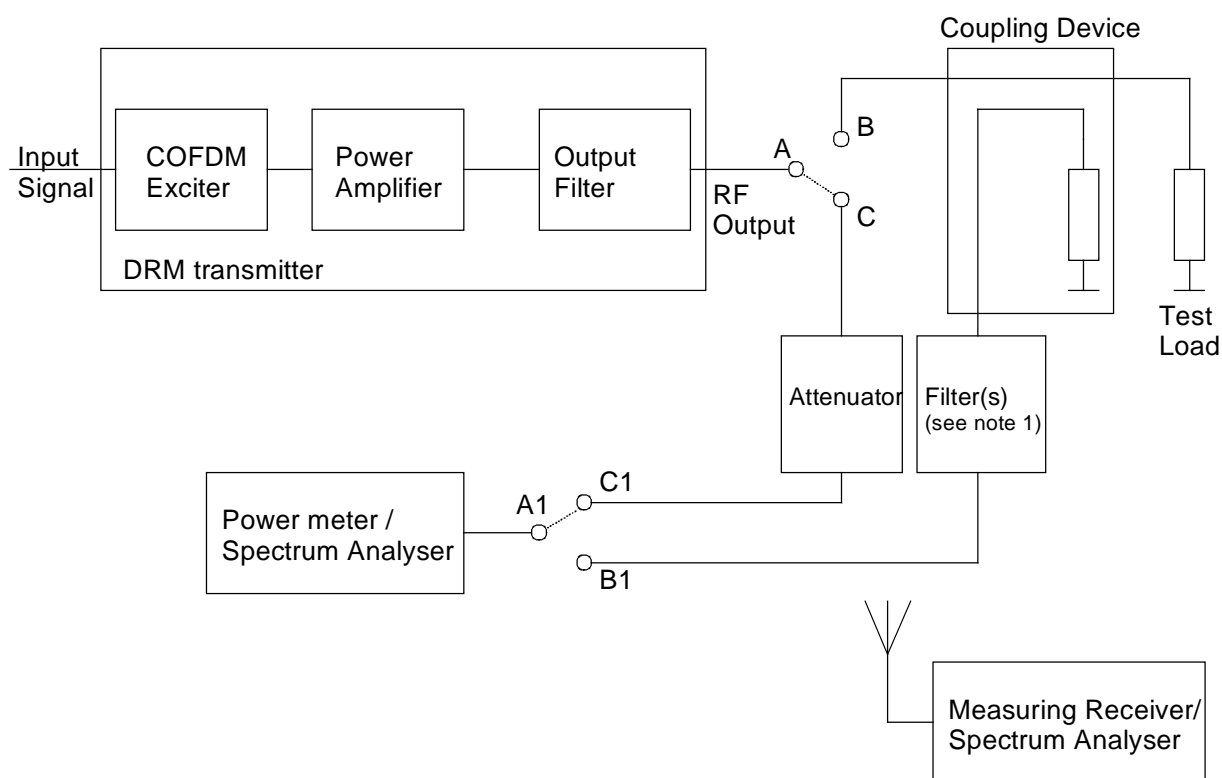 Coupling Device
Input
Signal
COFDM
Exciter
Power
Amplifier
Output
Filter
RF
Output
DRM transmitter
A
B
C
Test
Load
Attenuator
Filter(s)
(see note 1)
Power meter /
Spectrum Analyser
A1
C1
B1
Measuring Receiver/
Spectrum Analyser